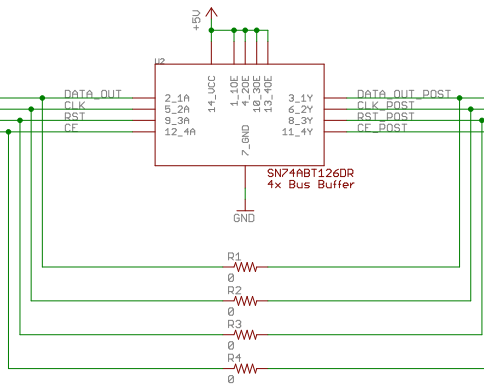 +5V
U2
14_VCC
1_1OE
4_2OE
10_3OE
13_4OE
DATA_OUT
CLK
RST
CE
2_1A
5_2A
9_3A
12_4A
3_1Y
6_2Y
8_3Y
11_4Y
DATA_OUT_POST
CLK_POST
RST_POST
CE_POST
7_GND
SN74ABT126DR
4x Bus Buffer
GND
R1
0
R2
0
R3
0
R4
0